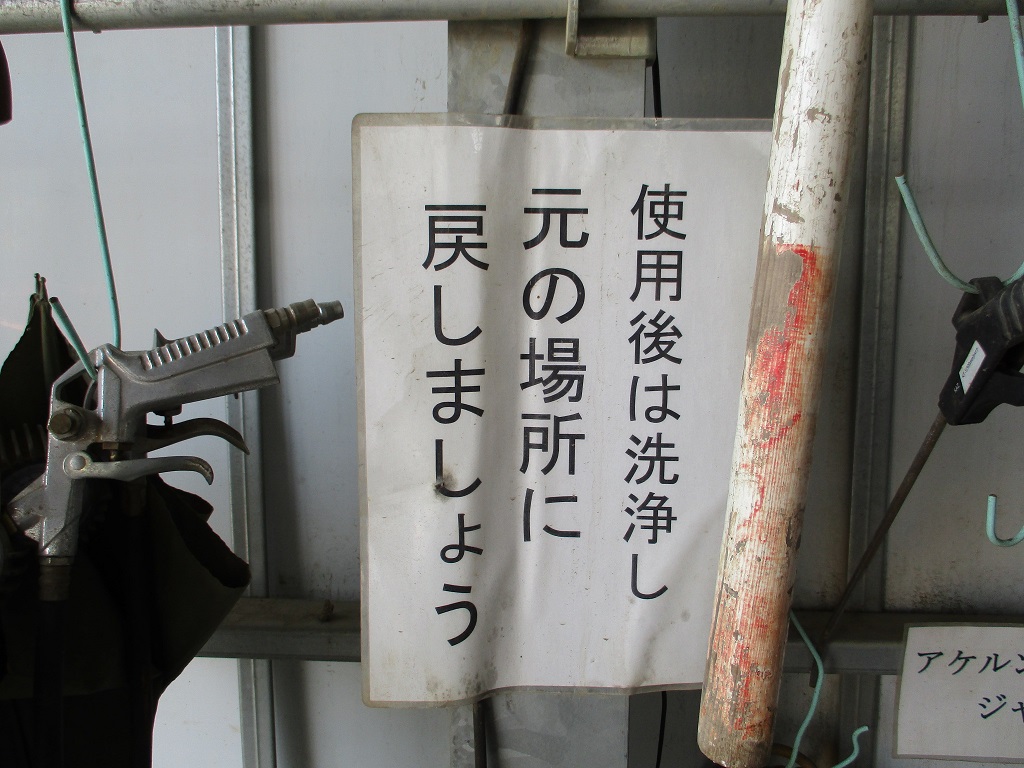 使用後は洗浄し
元の場所に
戻しましょう
アケルン
ジャ